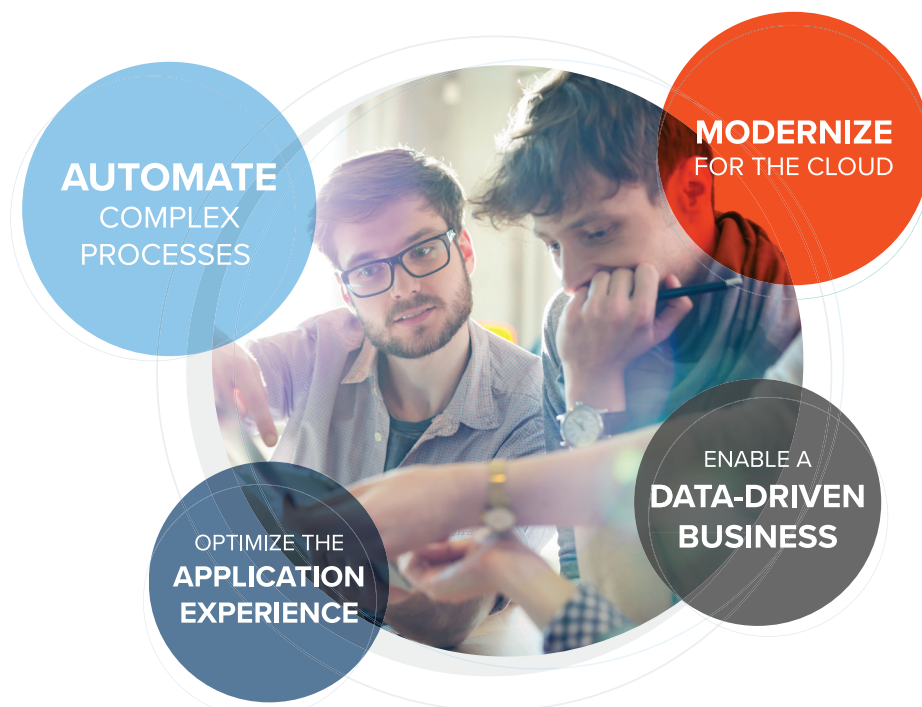 AUTOMATE
COMPLEX
PROCESSES
MODERNIZE
FOR THE CLOUD
OPTIMIZE THE
APPLICATION
EXPERIENCE
ENABLE A
DATA-DRIVEN
BUSINESS